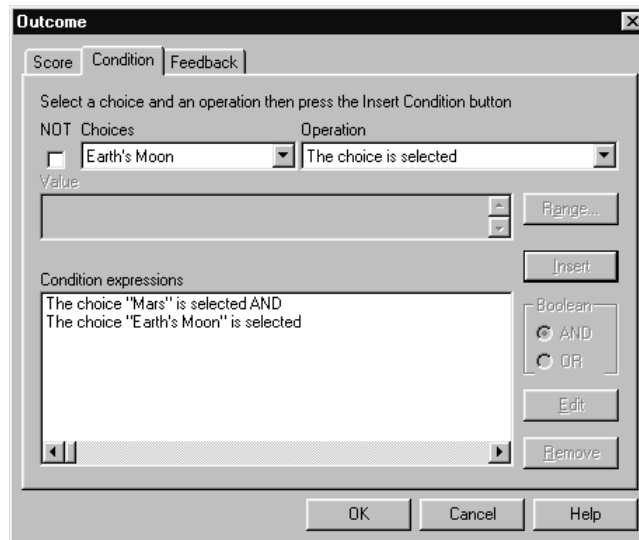 Outcome
Score Condition Feedback
Select a choice and an operation then press the Insert Condition button
NOT Choices Operation
Earth's Moon The choice is selected
Value
Range...
Insert
Condition expressions
The choice "Mars" is selected AND
The choice "Earth's Moon" is selected
Boolean
AND
OR
Edit
Remove
OK Cancel Help